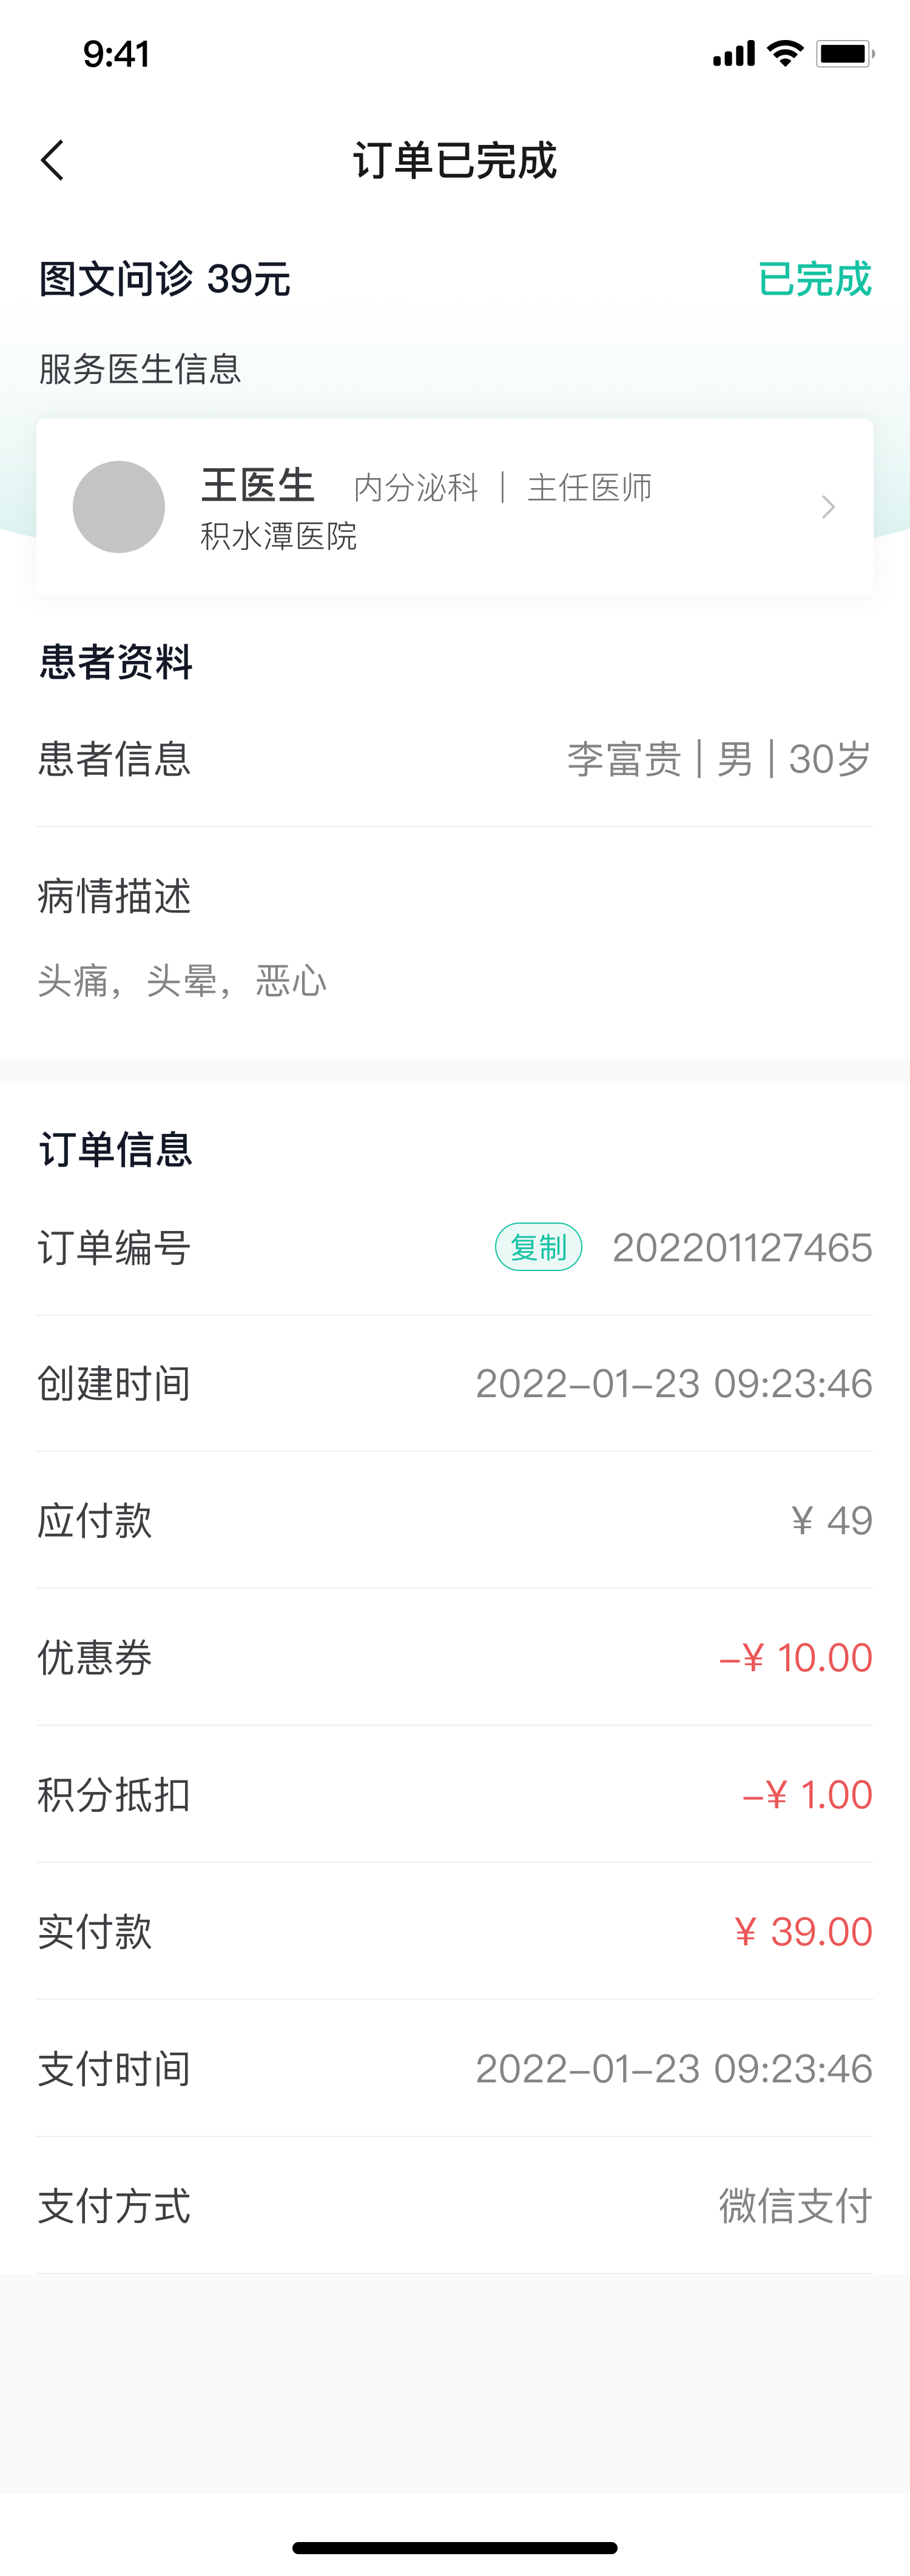 9:41
订单已完成
图文问诊 39元 已完成
服务医生信息
王医生 内分泌科 | 主任医师
积水潭医院
患者资料
患者信息 李富贵 | 男 | 30岁
病情描述
头痛，头晕，恶心
订单信息
订单编号 复制 202201127465
创建时间 2022-01-23 09:23:46
应付款 ¥ 49
优惠券 -¥ 10.00
积分抵扣 -¥ 1.00
实付款 ¥ 39.00
支付时间 2022-01-23 09:23:46
支付方式 微信支付